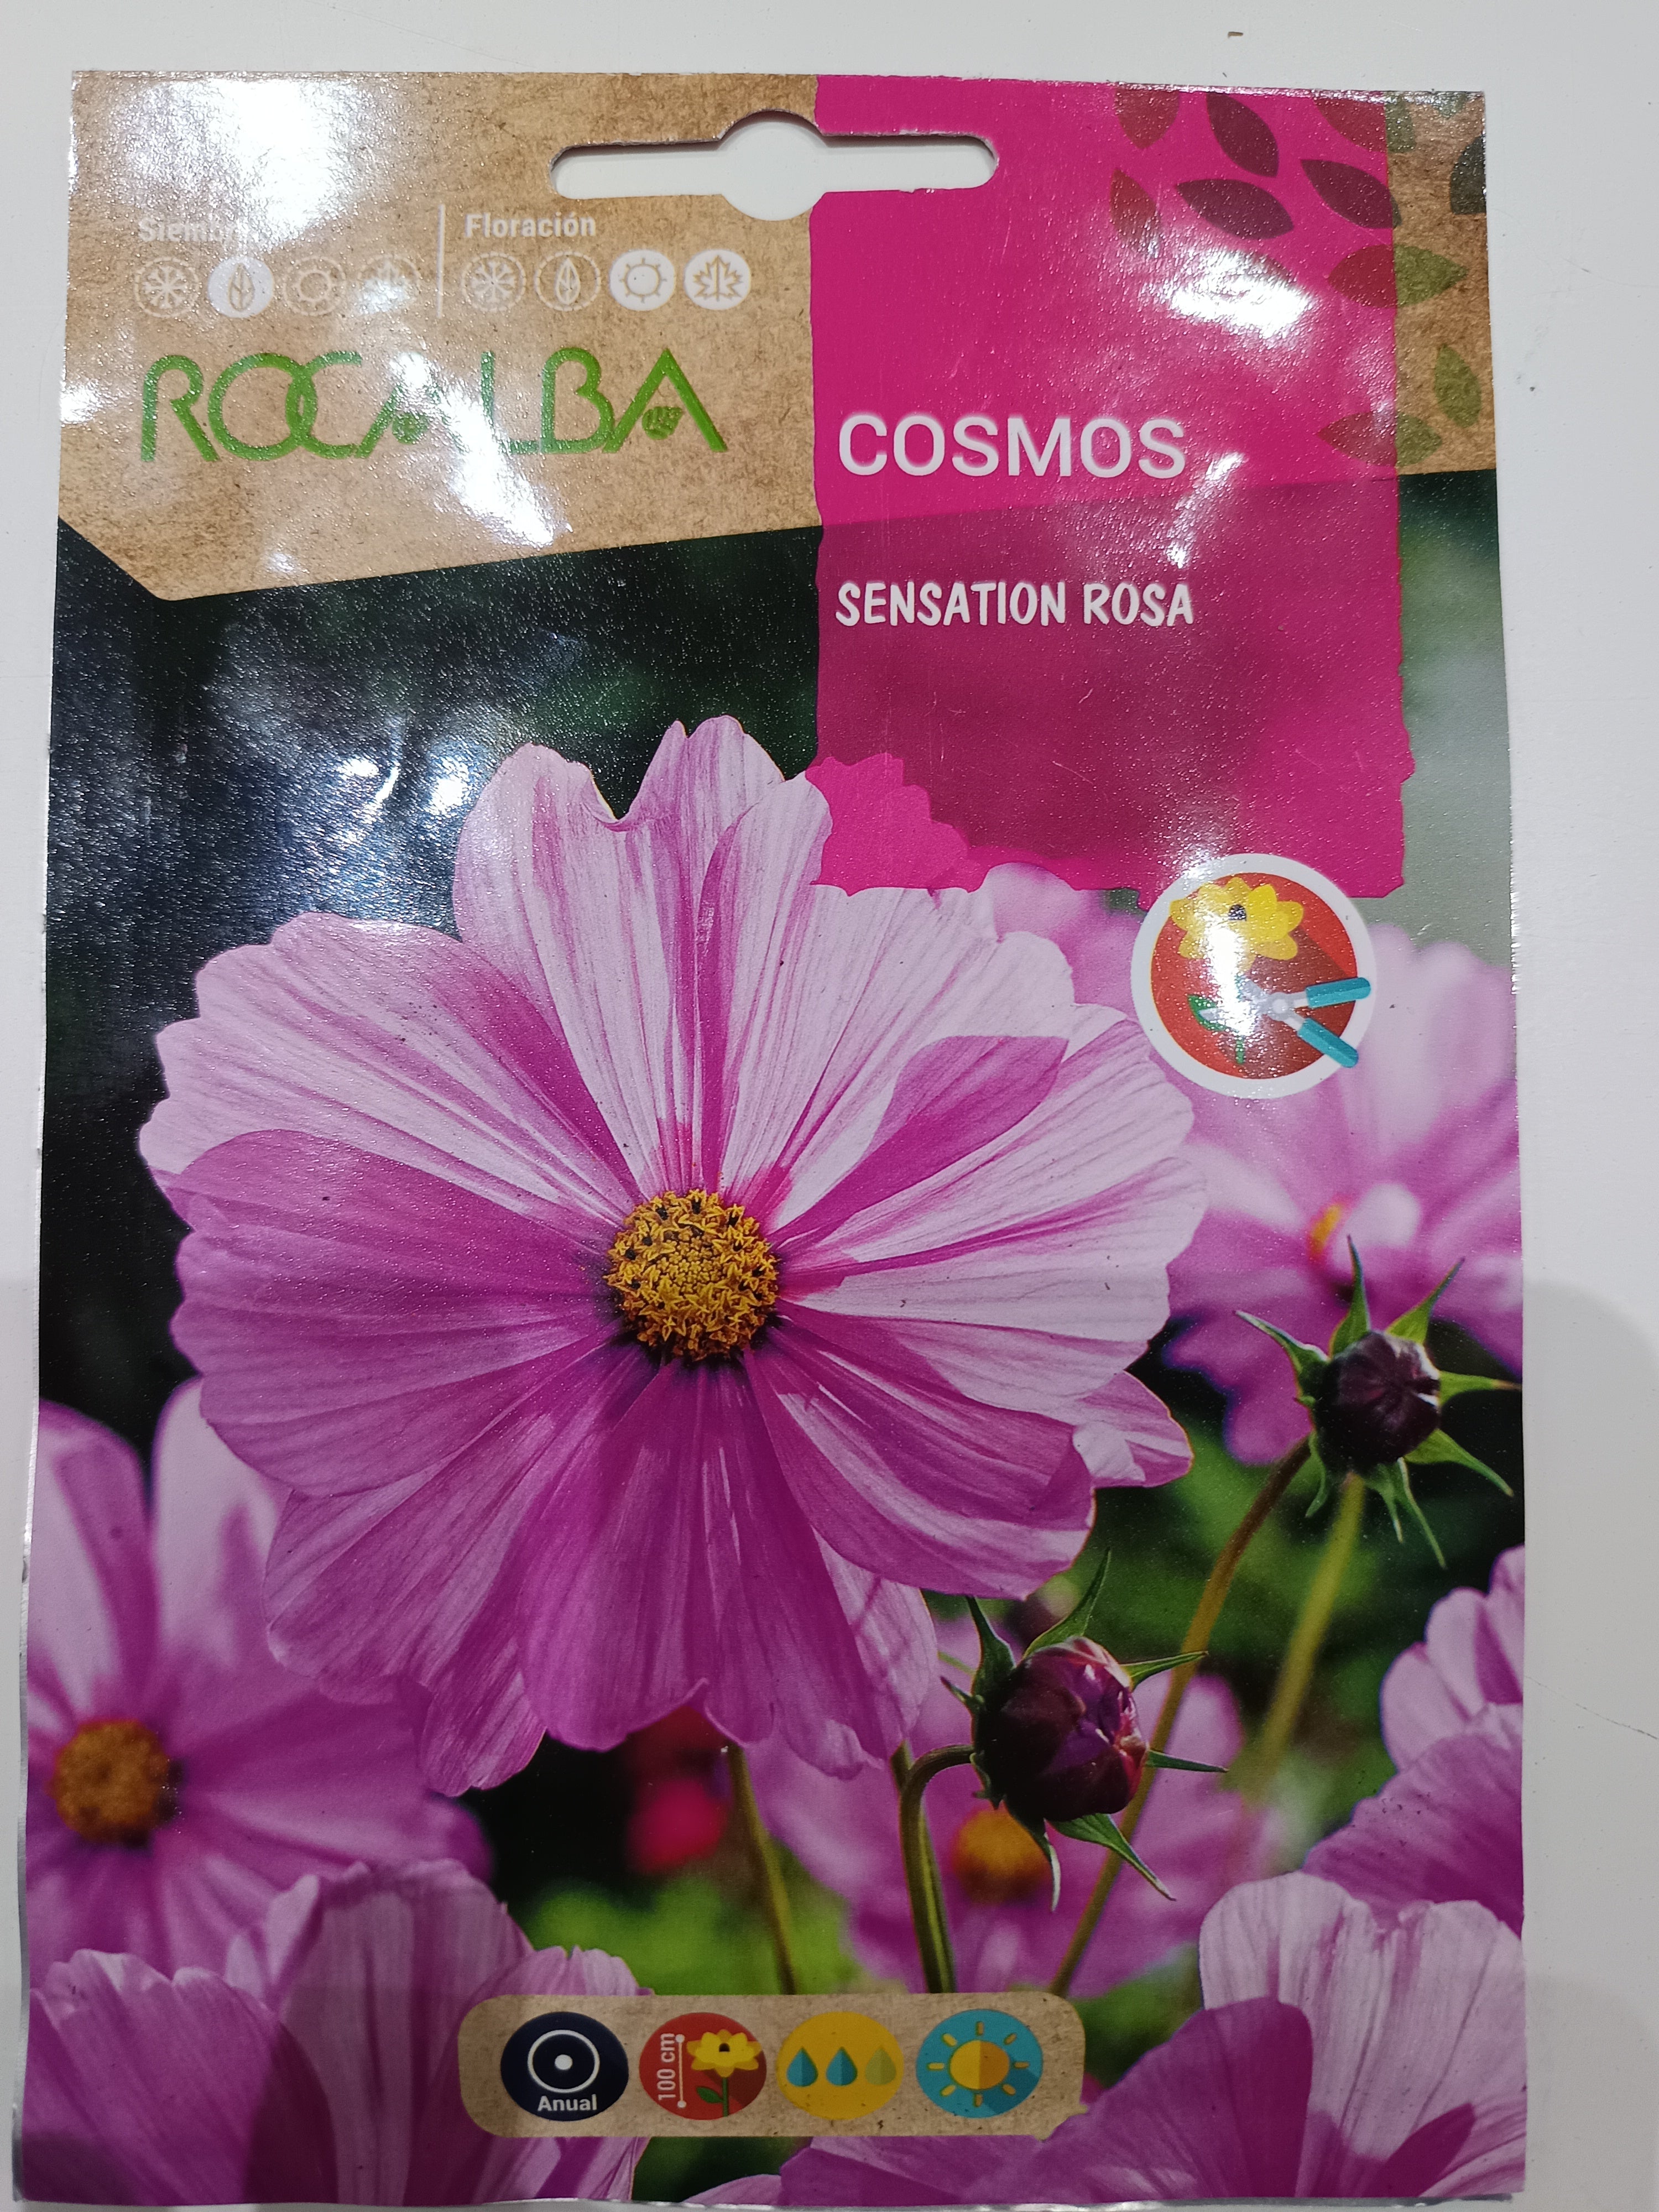 Floración
ROCALBA
COSMOS
SENSATION ROSA
100 cm
Anual